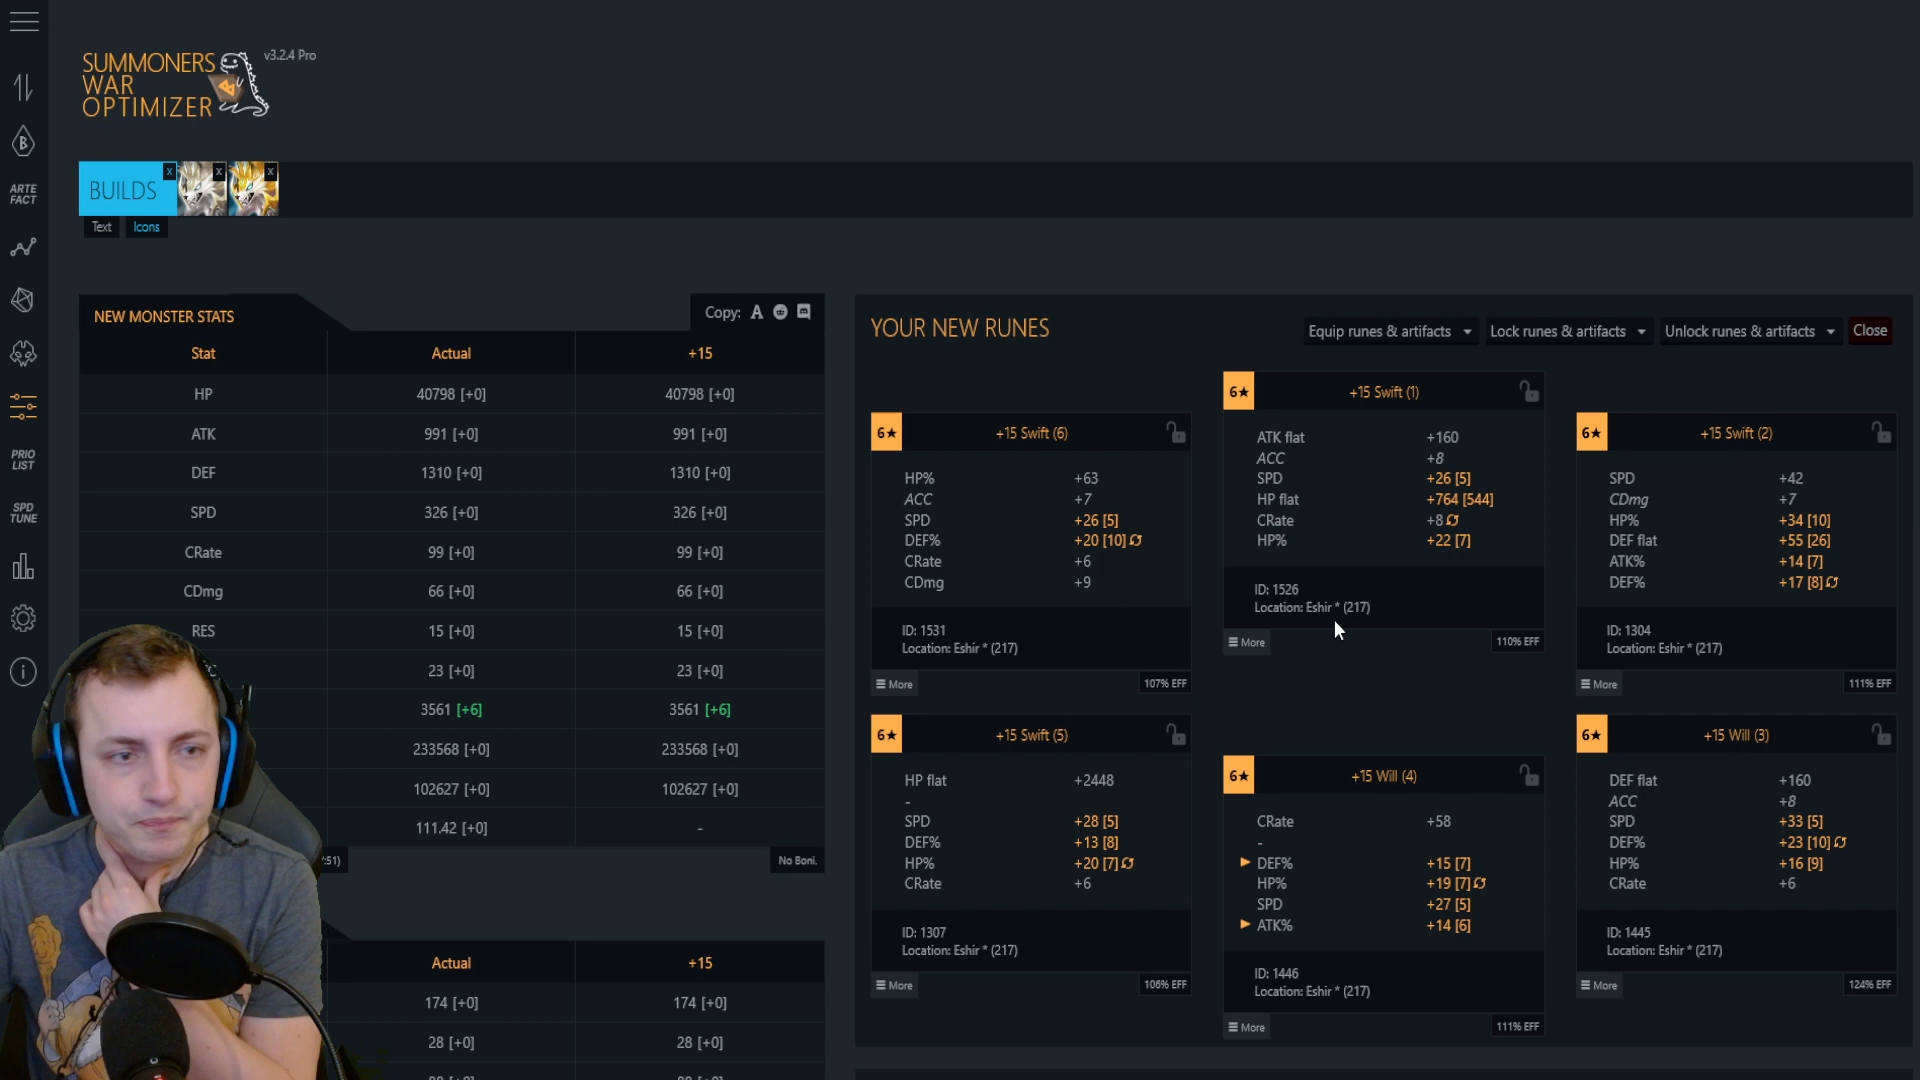 SUMMONERS
WAR
OPTIMIZER
v3.2.4 Pro
ARTE
FACT
PRIO
LIST
SPD
TUNE
BUILDS
x
x
x
Text
Icons
NEW MONSTER STATS
Copy: A
Stat Actual +15
HP 40798 [+0] 40798 [+0]
ATK 991 [+0] 991 [+0]
DEF 1310 [+0] 1310 [+0]
SPD 326 [+0] 326 [+0]
CRate 99 [+0] 99 [+0]
CDmg 66 [+0] 66 [+0]
RES 15 [+0] 15 [+0]
23 [+0] 23 [+0]
3561 [+6] 3561 [+6]
233568 [+0] 233568 [+0]
102627 [+0] 102627 [+0]
111.42 [+0] -
:51)
No Boni.
Actual +15
174 [+0] 174 [+0]
28 [+0] 28 [+0]
YOUR NEW RUNES
Equip runes & artifacts
Lock runes & artifacts
Unlock runes & artifacts
Close
6★ +15 Swift (6)
HP% +63
ACC +7
SPD +26 [5]
DEF% +20 [10]
CRate +6
CDmg +9
ID: 1531
Location: Eshir * (217)
More
107% EFF
6★ +15 Swift (1)
ATK flat +160
ACC +8
SPD +26 [5]
HP flat +764 [544]
CRate +8
HP% +22 [7]
ID: 1526
Location: Eshir * (217)
More
110% EFF
6★ +15 Swift (2)
SPD +42
CDmg +7
HP% +34 [10]
DEF flat +55 [26]
ATK% +14 [7]
DEF% +17 [8]
ID: 1304
Location: Eshir * (217)
More
111% EFF
6★ +15 Swift (5)
HP flat +2448
-
SPD +28 [5]
DEF% +13 [8]
HP% +20 [7]
CRate +6
ID: 1307
Location: Eshir * (217)
More
106% EFF
6★ +15 Will (4)
CRate +58
-
DEF% +15 [7]
HP% +19 [7]
SPD +27 [5]
ATK% +14 [6]
ID: 1446
Location: Eshir * (217)
More
111% EFF
6★ +15 Will (3)
DEF flat +160
ACC +8
SPD +33 [5]
DEF% +23 [10]
HP% +16 [9]
CRate +6
ID: 1445
Location: Eshir * (217)
More
124% EFF